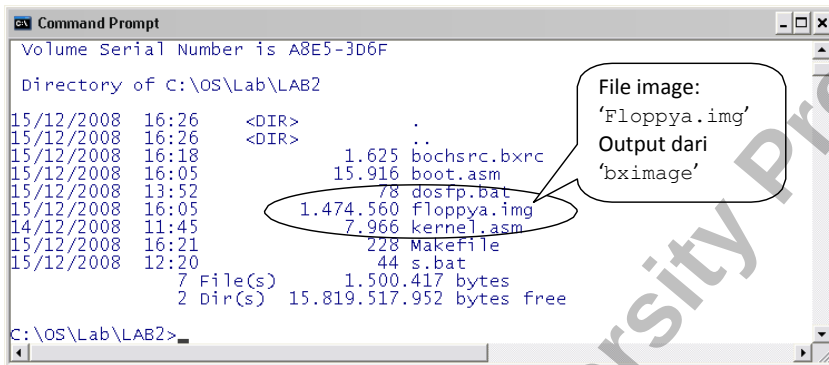 Command Prompt
Volume Serial Number is A8E5-3D6F
Directory of C:\OS\Lab\LAB2
15/12/2008 16:26 <DIR> .
15/12/2008 16:26 <DIR> ..
15/12/2008 16:18 1.625 bochsrc.bxrc
15/12/2008 16:05 15.916 boot.asm
15/12/2008 13:52 78 dosfp.bat
15/12/2008 16:05 1.474.560 floppya.img
14/12/2008 11:45 7.966 kernel.asm
15/12/2008 16:21 228 Makefile
15/12/2008 12:20 44 s.bat
7 File(s) 1.500.417 bytes
2 Dir(s) 15.819.517.952 bytes free
C:\OS\Lab\LAB2>_
File image:
‘Floppya.img’
Output dari
‘bximage’